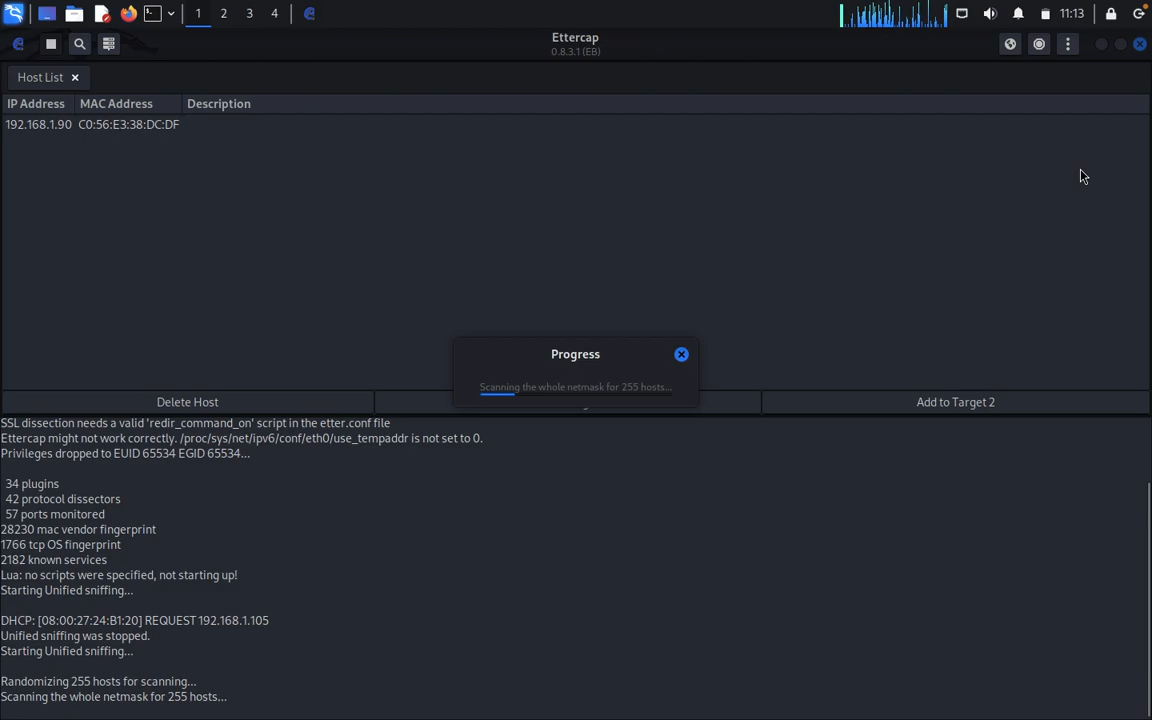 1
2
3
4
11:13
Ettercap
0.8.3.1 (EB)
Host List
IP Address MAC Address Description
192.168.1.90 C0:56:E3:38:DC:DF
Progress
Scanning the whole netmask for 255 hosts...
Delete Host
Add to Target 2
SSL dissection needs a valid 'redir_command_on' script in the etter.conf file
Ettercap might not work correctly. /proc/sys/net/ipv6/conf/eth0/use_tempaddr is not set to 0.
Privileges dropped to EUID 65534 EGID 65534...
34 plugins
42 protocol dissectors
57 ports monitored
28230 mac vendor fingerprint
1766 tcp OS fingerprint
2182 known services
Lua: no scripts were specified, not starting up!
Starting Unified sniffing...
DHCP: [08:00:27:24:B1:20] REQUEST 192.168.1.105
Unified sniffing was stopped.
Starting Unified sniffing...
Randomizing 255 hosts for scanning...
Scanning the whole netmask for 255 hosts...